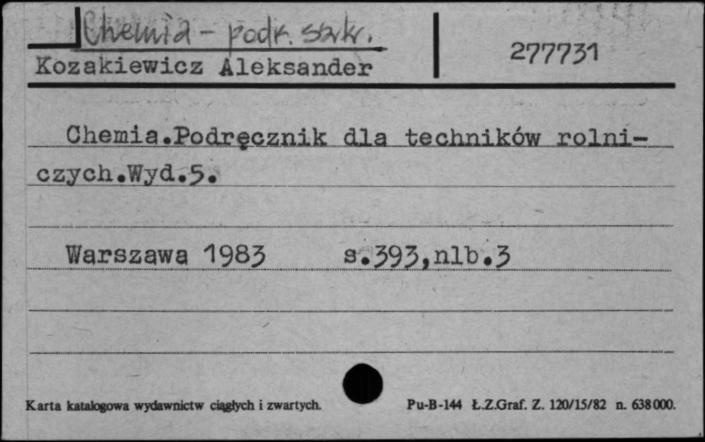 Chemia - podr. szk.
Kozakiewicz Aleksander
277731
Chemia.Podręcznik dla techników rolni-
czych.Wyd.5.
Warszawa 1983 s.393,nlb.3
Karta katalogowa wydawnictw ciągłych i zwartych.
Pu-B-144 Ł.Z.Graf. Z. 120/15/82 n. 638000.